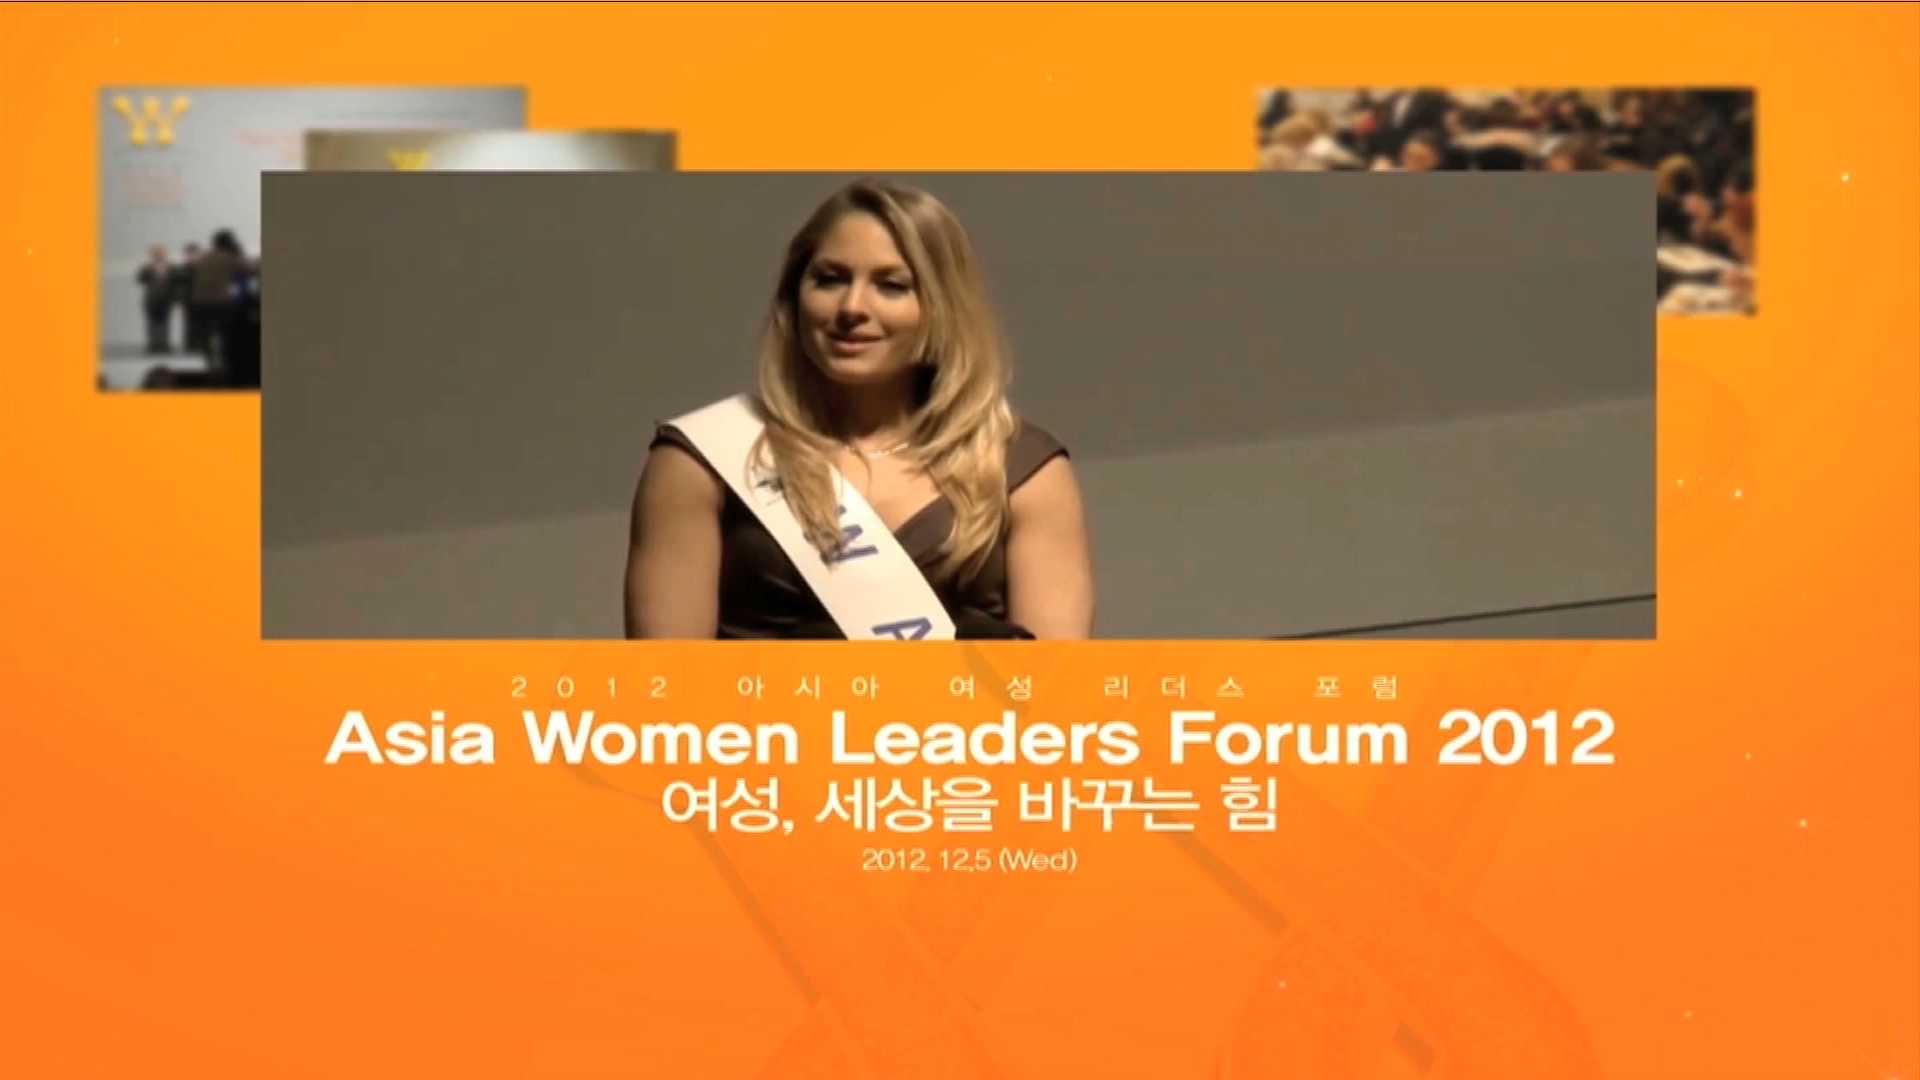 W
W
W A
2012 아시아 여성 리더스 포럼
Asia Women Leaders Forum 2012
여성, 세상을 바꾸는 힘
2012. 12.5 (Wed)